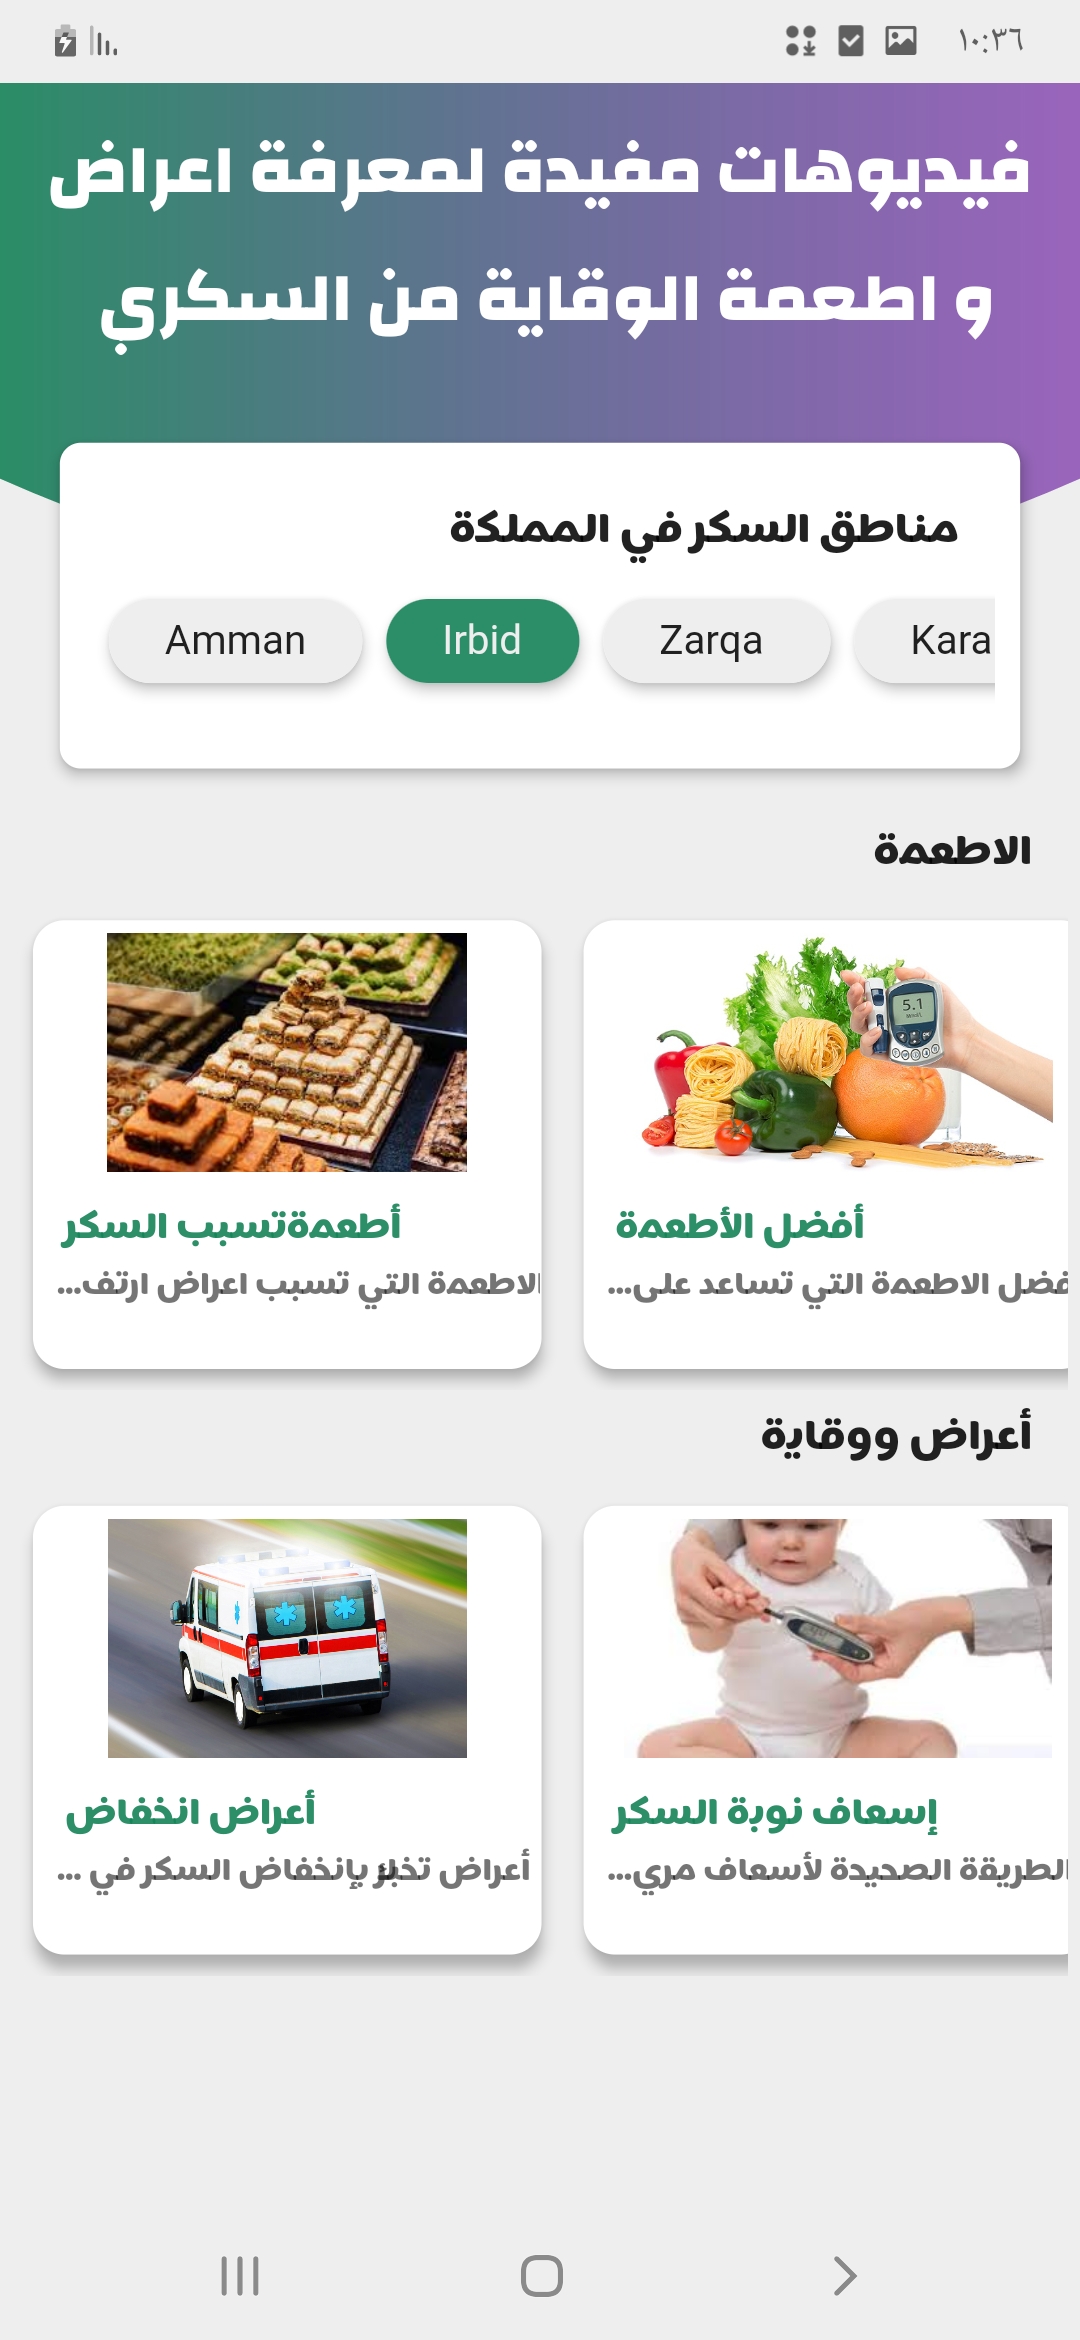 ١٠:٣٦
فيديوهات مفيدة لمعرفة اعراض
و اطعمة الوقاية من السكري
مناطق السكر في المملكة
Amman
Irbid
Zarqa
Kara
الاطعمة
5.1
أطعمةتسبب السكر
الاطعمة التي تسبب اعراض ارتف...
أفضل الأطعمة
فضل الاطعمة التي تساعد على...
أعراض ووقاية
أعراض انخفاض
أعراض تخبرك بإنخفاض السكر في ...
إسعاف نوبة السكر
الطريقة الصحيحة لأسعاف مري...